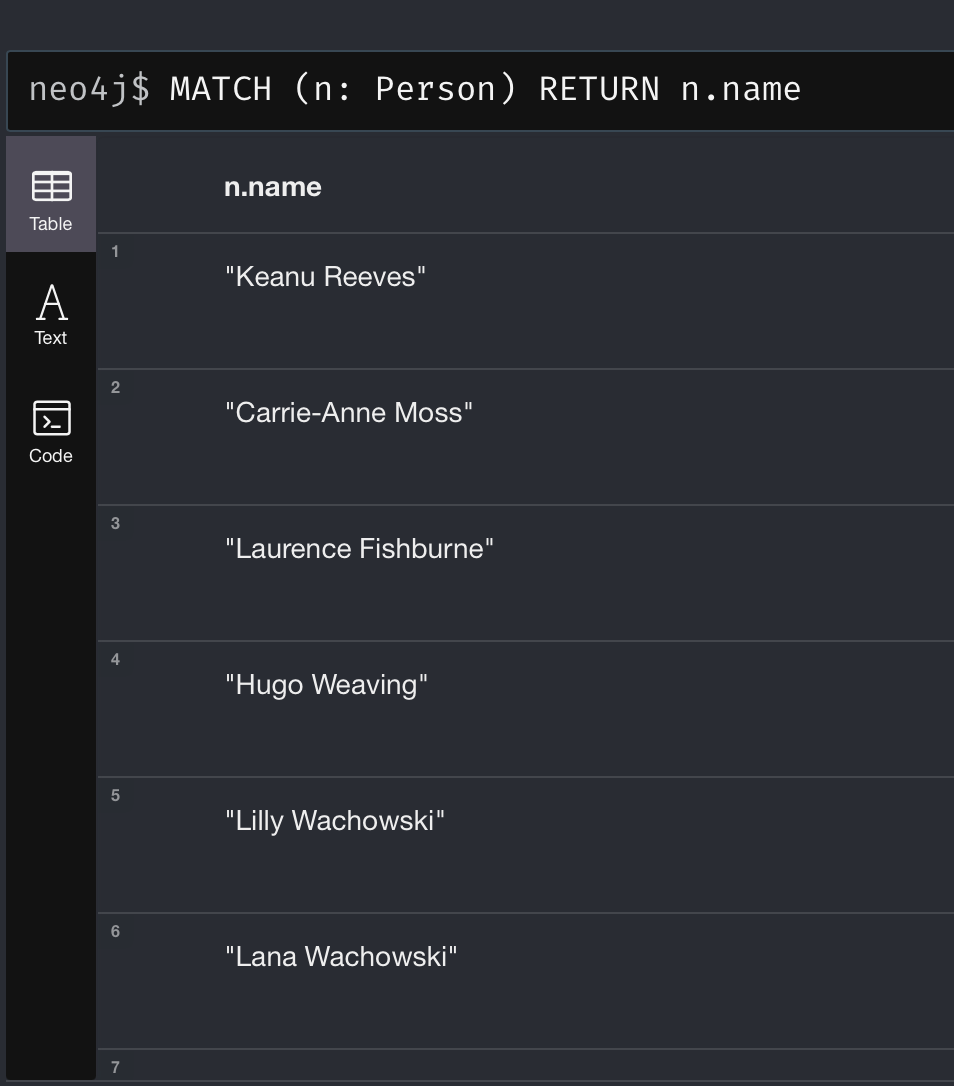 neo4j$ MATCH (n: Person) RETURN n.name
Table
n.name
1
"Keanu Reeves"
Text
2
"Carrie-Anne Moss"
Code
3
"Laurence Fishburne"
4
"Hugo Weaving"
5
"Lilly Wachowski"
6
"Lana Wachowski"
7